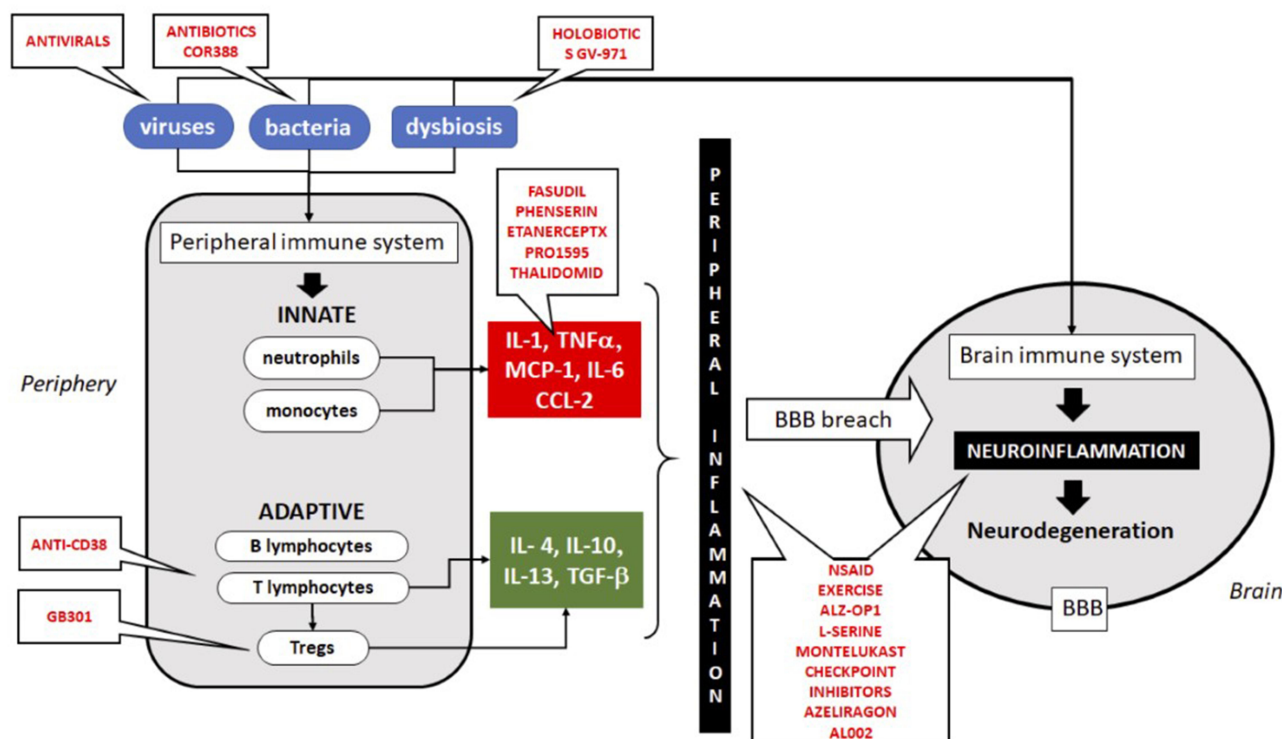 ANTIVIRALS
ANTIBIOTICS
COR388
HOLOBIOTIC
S GV-971
viruses
bacteria
dysbiosis
Peripheral immune system
INNATE
neutrophils
monocytes
Periphery
ADAPTIVE
B lymphocytes
T lymphocytes
Tregs
ANTI-CD38
GB301
FASUDIL
PHENSERIN
ETANERCEPTX
PRO1595
THALIDOMID
IL-1, TNFα,
MCP-1, IL-6
CCL-2
IL- 4, IL-10,
IL-13, TGF-β
PERIPHERAL INFLAMMATION
BBB breach
Brain immune system
NEUROINFLAMMATION
Neurodegeneration
BBB
Brain
NSAID
EXERCISE
ALZ-OP1
L-SERINE
MONTELUKAST
CHECKPOINT
INHIBITORS
AZELIRAGON
AL002